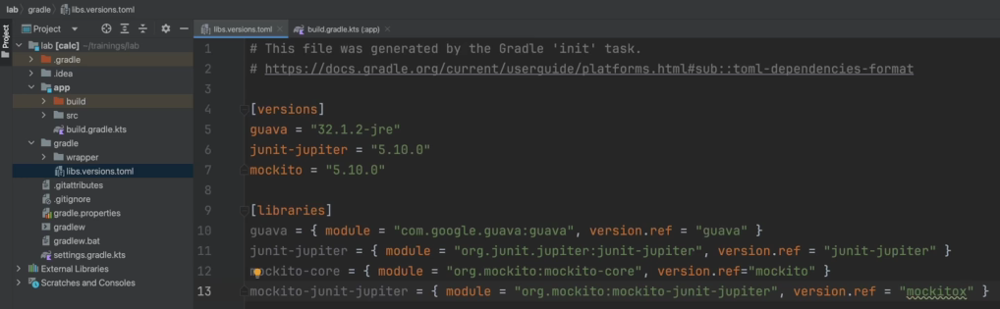 lab gradle libs.versions.toml
Project
Project
lab [calc] ~/trainings/lab
.gradle
.idea
app
build
src
build.gradle.kts
gradle
wrapper
libs.versions.toml
.gitattributes
.gitignore
gradle.properties
gradlew
gradlew.bat
settings.gradle.kts
External Libraries
Scratches and Consoles
libs.versions.toml build.gradle.kts (:app)
1 # This file was generated by the Gradle 'init' task.
2 # https://docs.gradle.org/current/userguide/platforms.html#sub::toml-dependencies-format
3
4 [versions]
5 guava = "32.1.2-jre"
6 junit-jupiter = "5.10.0"
7 mockito = "5.10.0"
8
9 [libraries]
10 guava = { module = "com.google.guava:guava", version.ref = "guava" }
11 junit-jupiter = { module = "org.junit.jupiter:junit-jupiter", version.ref = "junit-jupiter" }
12 mockito-core = { module = "org.mockito:mockito-core", version.ref="mockito" }
13 mockito-junit-jupiter = { module = "org.mockito:mockito-junit-jupiter", version.ref = "mockitox" }